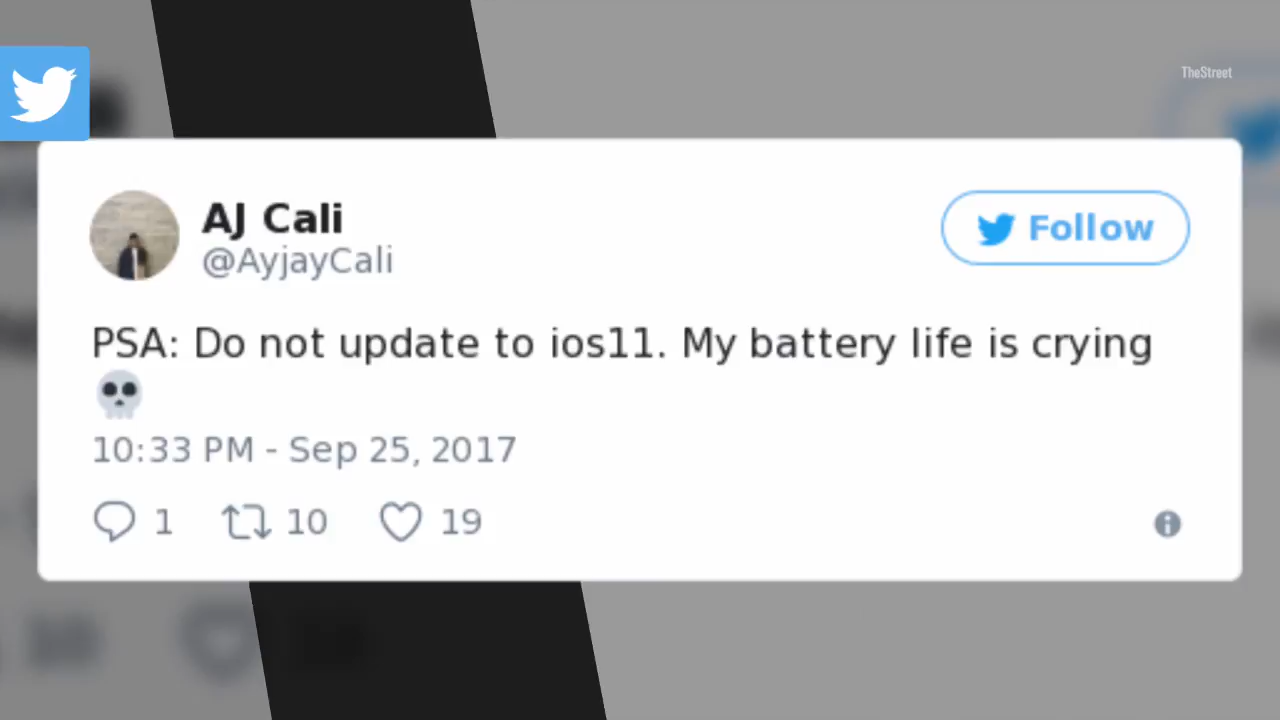 TheStreet
AJ Cali
@AyjayCali
Follow
PSA: Do not update to ios11. My battery life is crying
💀
10:33 PM - Sep 25, 2017
1 10 19